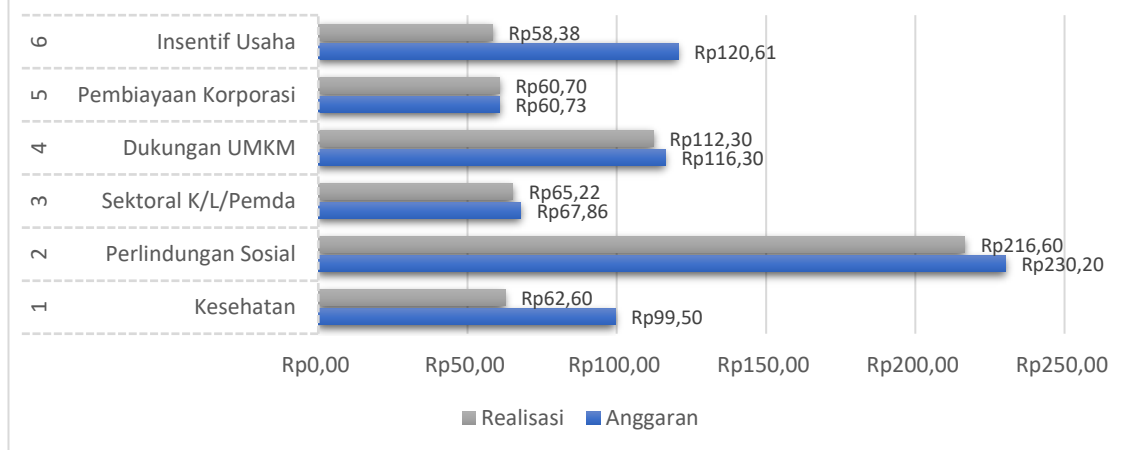 6 Insentif Usaha Rp58,38
Rp120,61
5 Pembiayaan Korporasi Rp60,70
Rp60,73
4 Dukungan UMKM Rp112,30
Rp116,30
3 Sektoral K/L/Pemda Rp65,22
Rp67,86
2 Perlindungan Sosial Rp216,60
Rp230,20
1 Kesehatan Rp62,60
Rp99,50
Rp0,00 Rp50,00 Rp100,00 Rp150,00 Rp200,00 Rp250,00
Realisasi Anggaran